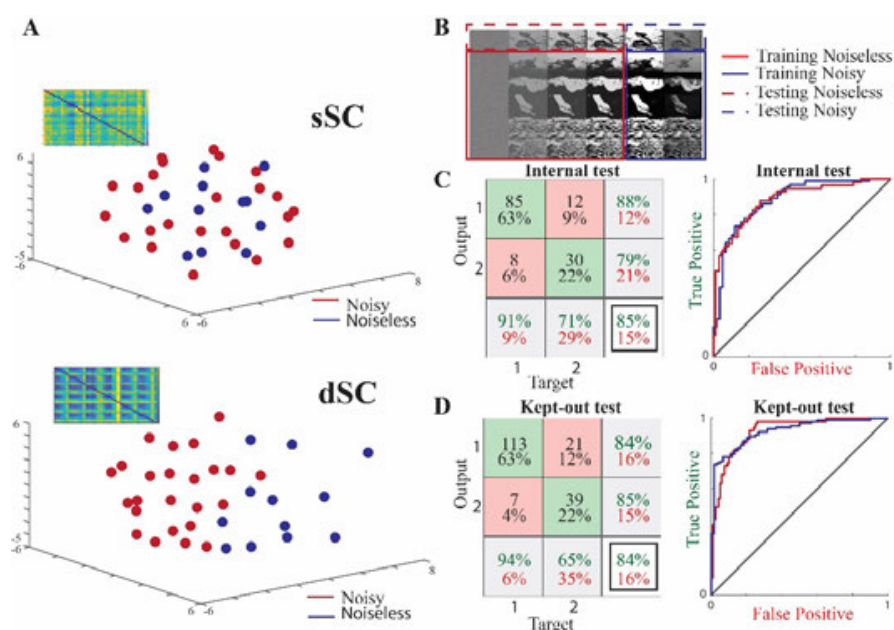 A
sSC
6
-5
-6
6 -6
8
Noisy
Noiseless
dSC
6
-5
-6
6 -6
8
Noisy
Noiseless
B
Training Noiseless
Training Noisy
Testing Noiseless
Testing Noisy
C
Internal test
Output
1
85
63%
12
9%
88%
12%
2
8
6%
30
22%
79%
21%
91%
9%
71%
29%
85%
15%
1
2
Target
Internal test
1
True Positive
0
0
False Positive
1
D
Kept-out test
Output
1
113
63%
21
12%
84%
16%
2
7
4%
39
22%
85%
15%
94%
6%
65%
35%
84%
16%
1
2
Target
Kept-out test
1
True Positive
0
0
False Positive
1